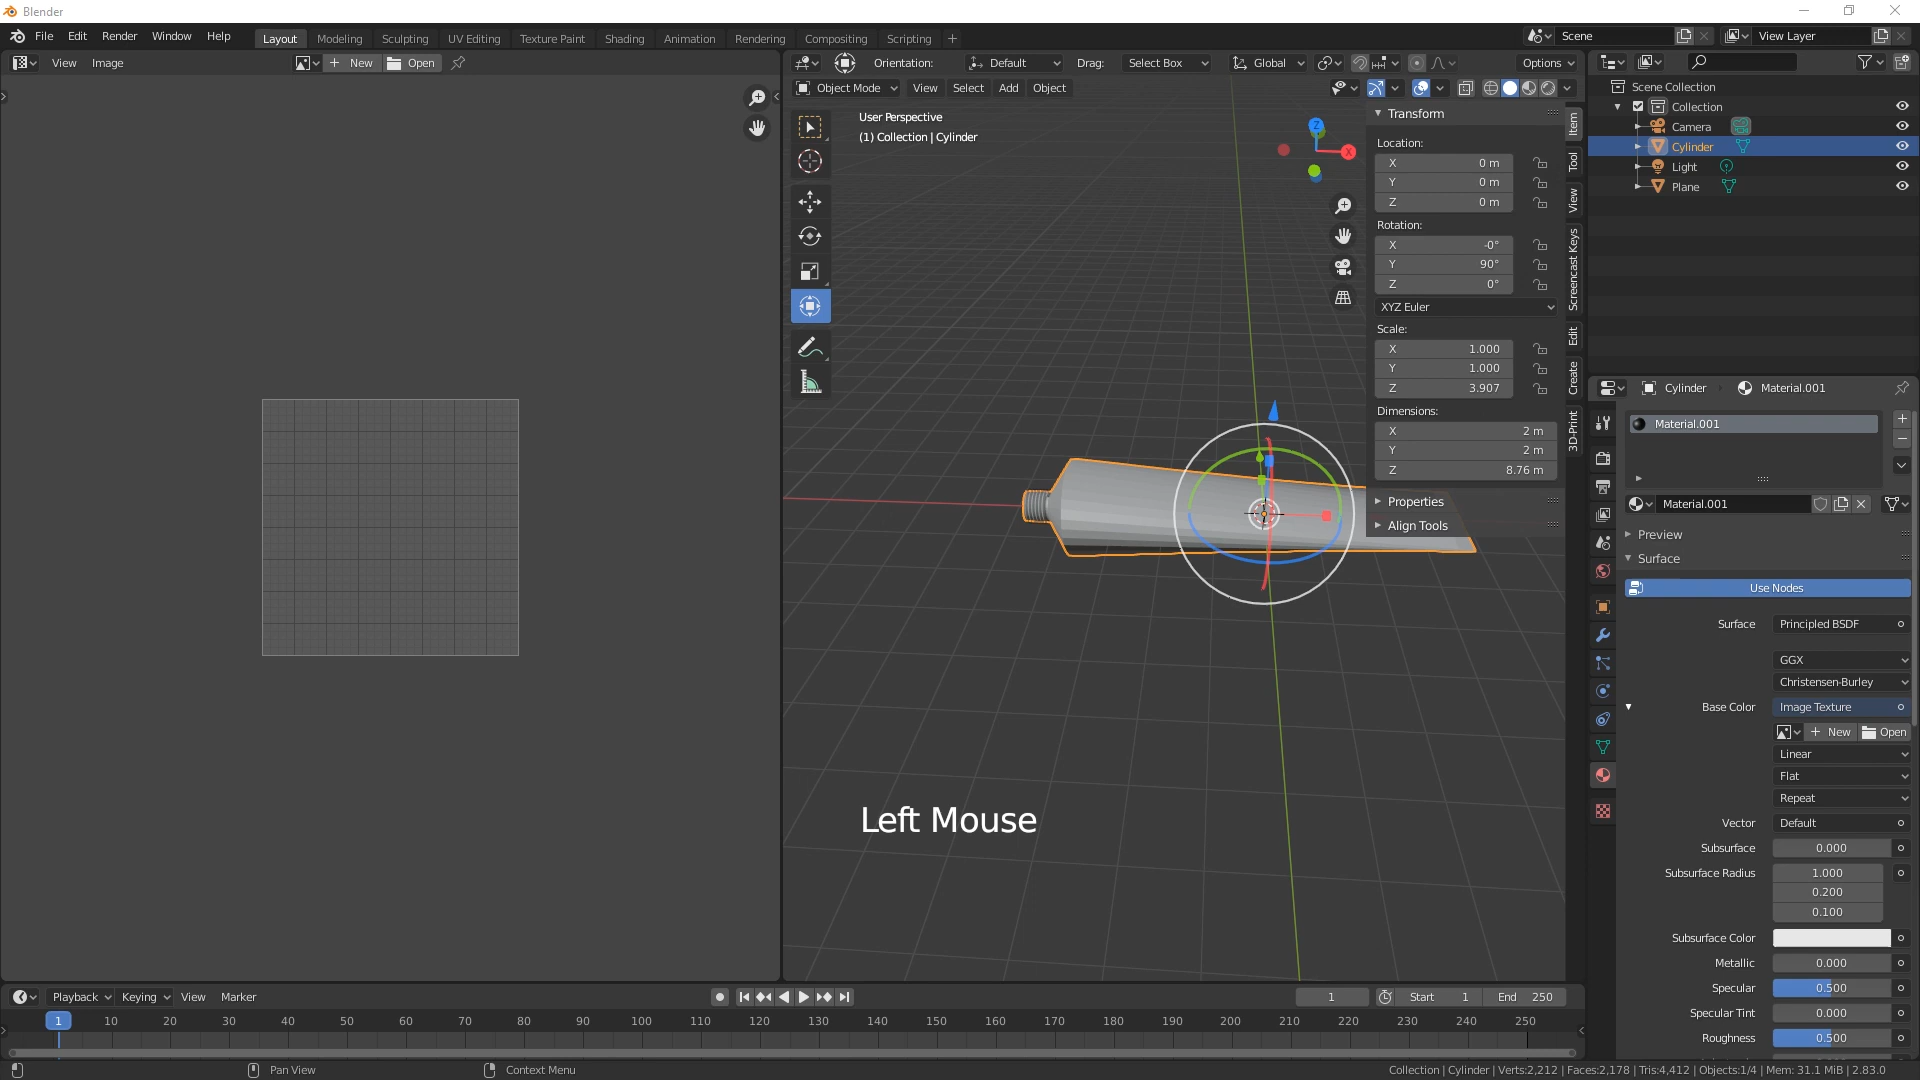 Blender
File Edit Render Window Help Layout Modeling Sculpting UV Editing Texture Paint Shading Animation Rendering Compositing Scripting + Scene View Layer
View Image + New Open Orientation: Default Drag: Select Box Global Options
Object Mode View Select Add Object
User Perspective
(1) Collection | Cylinder
Z
X
Transform
Location:
X 0 m
Y 0 m
Z 0 m
Rotation:
X -0°
Y 90°
Z 0°
XYZ Euler
Scale:
X 1.000
Y 1.000
Z 3.907
Dimensions:
X 2 m
Y 2 m
Z 8.76 m
Properties
Align Tools
Item
Tool
View
Screencast Keys
Edit
Create
3D-Print
Left Mouse
Scene Collection
Collection
Camera
Cylinder
Light
Plane
Cylinder Material.001
Material.001
Material.001
Preview
Surface
Use Nodes
Surface Principled BSDF
GGX
Christensen-Burley
Base Color Image Texture
+ New Open
Linear
Flat
Repeat
Vector Default
Subsurface 0.000
Subsurface Radius 1.000
0.200
0.100
Subsurface Color
Metallic 0.000
Specular 0.500
Specular Tint 0.000
Roughness 0.500
Playback Keying View Marker 1 Start 1 End 250
1 10 20 30 40 50 60 70 80 90 100 110 120 130 140 150 160 170 180 190 200 210 220 230 240 250
Pan View Context Menu Collection | Cylinder | Verts:2,212 | Faces:2,178 | Tris:4,412 | Objects:1/4 | Mem: 31.1 MiB | 2.83.0